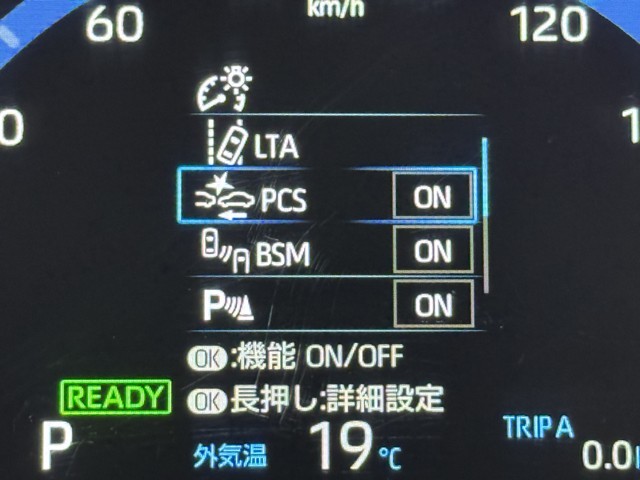 60 km/h 120
LTA
PCS ON
BSM ON
P ON
OK:機能 ON/OFF
READY OK長押し:詳細設定
P 外気温 19℃ TRIP A
0.0